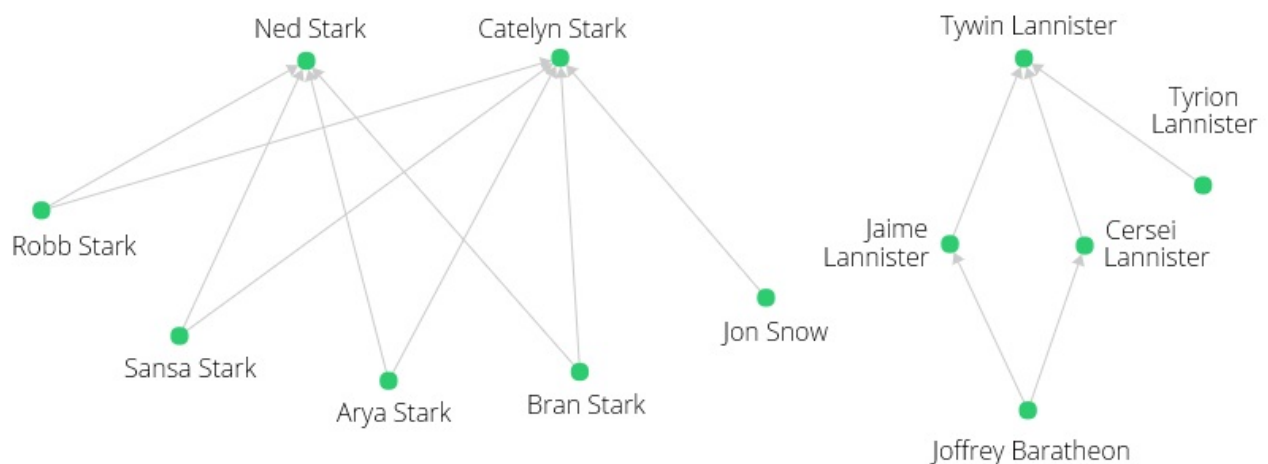 Ned Stark
Catelyn Stark
Tywin Lannister
Tyrion
Lannister
Robb Stark
Jaime
Lannister
Cersei
Lannister
Jon Snow
Sansa Stark
Arya Stark
Bran Stark
Joffrey Baratheon